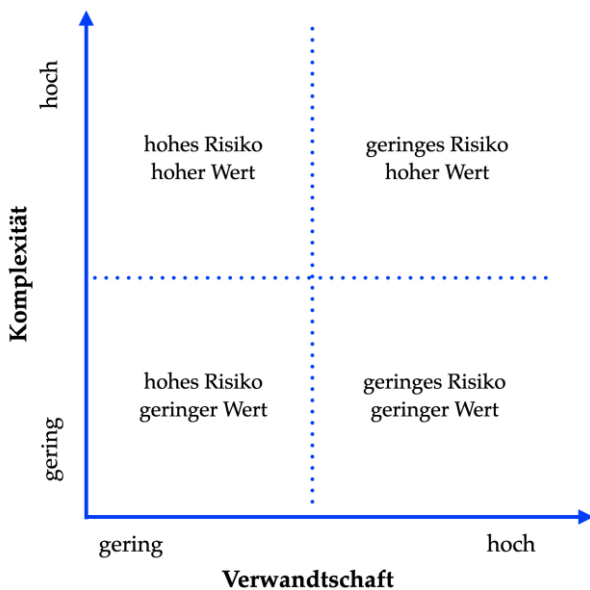 hoch
hohes Risiko
hoher Wert
geringes Risiko
hoher Wert
Komplexität
hohes Risiko
geringer Wert
geringes Risiko
geringer Wert
gering
gering
hoch
Verwandtschaft